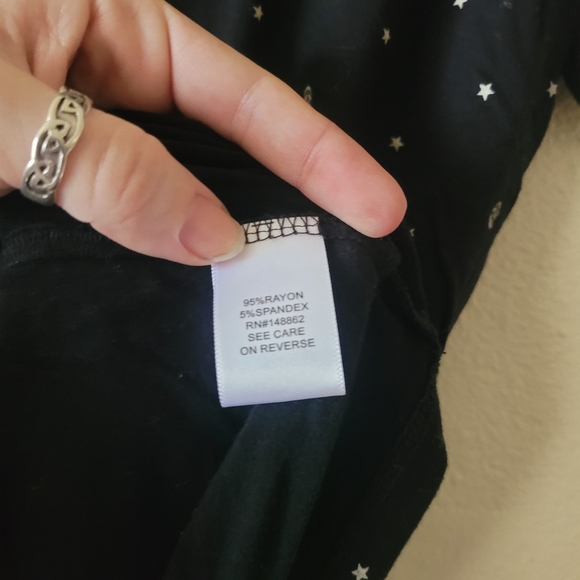 95%RAYON
5%SPANDEX
RN#148862
SEE CARE
ON REVERSE